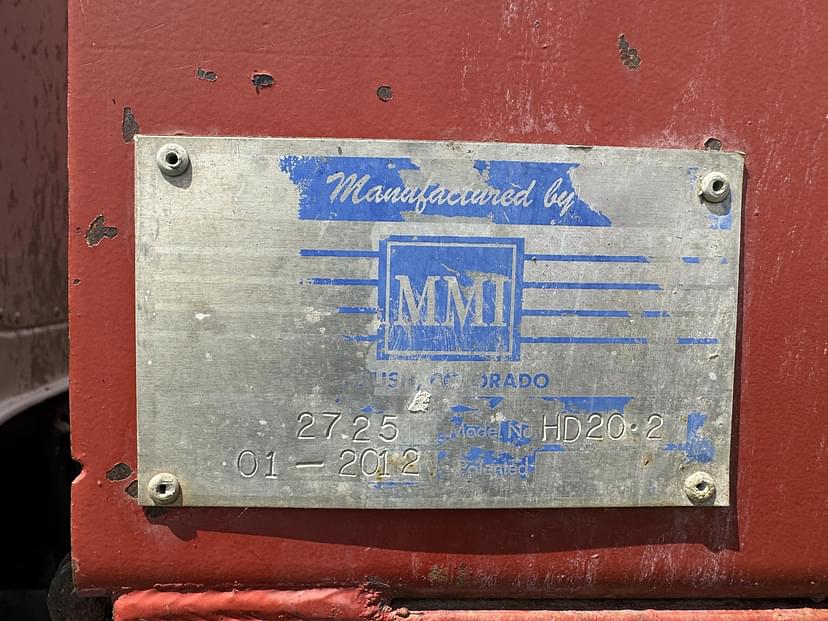 Manufactured by
MMI
COLORADO
2725 Model No HD20-2
01 - 2012 Patented